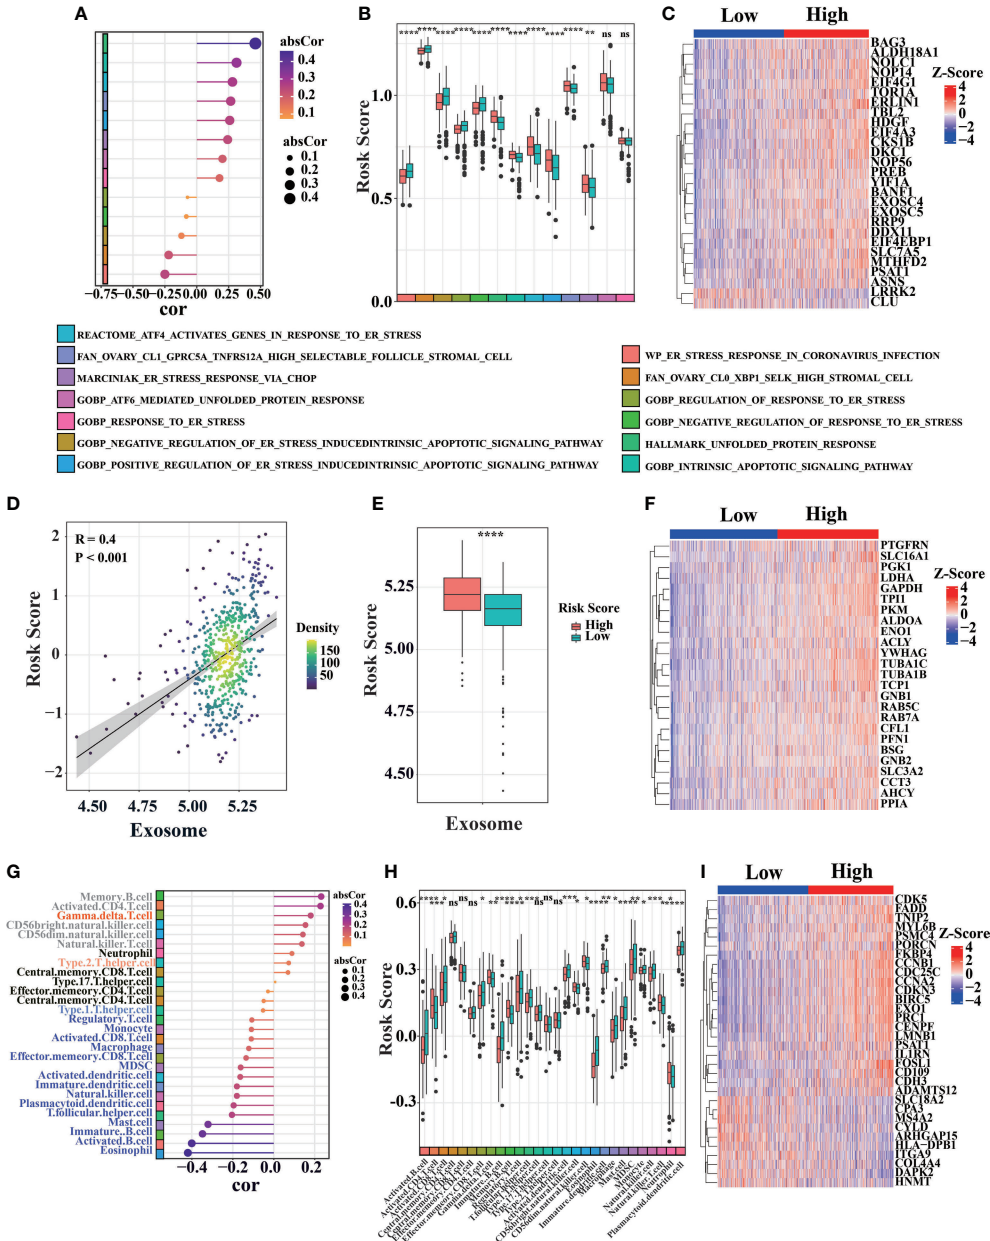 A
absCor
0.4
0.3
0.2
0.1
absCor
0.1
0.2
0.3
0.4
−0.75
−0.50
−0.25
0.00
0.25
0.50
cor
B
**** **** **** **** **** **** **** **** **** ** ns ns
Rosk Score
1.0
0.5
0.0
C
Low High
BAG3
ALDH18A1
NOLC1
NOP14
EIF4G1
TOR1A
ERLIN1
TBL2
HDGF
EIF4A3
CKS1B
DKC1
NOP56
PREB
YIF1A
BANF1
EXOSC4
EXOSC5
RRP9
DDX11
EIF4EBP1
SLC7A5
MTHFD2
PSAT1
ASNS
LRRK2
CLU
Z−Score
4
2
0
−2
−4
REACTOME_ATF4_ACTIVATES_GENES_IN_RESPONSE_TO_ER_STRESS
FAN_OVARY_CL1_GPRC5A_TNFRS12A_HIGH_SELECTABLE_FOLLICLE_STROMAL_CELL
MARCINIAK_ER_STRESS_RESPONSE_VIA_CHOP
GOBP_ATF6_MEDIATED_UNFOLDED_PROTEIN_RESPONSE
GOBP_RESPONSE_TO_ER_STRESS
GOBP_NEGATIVE_REGULATION_OF_ER_STRESS_INDUCEDINTRINSIC_APOPTOTIC_SIGNALING_PATHWAY
GOBP_POSITIVE_REGULATION_OF_ER_STRESS_INDUCEDINTRINSIC_APOPTOTIC_SIGNALING_PATHWAY
WP_ER_STRESS_RESPONSE_IN_CORONAVIRUS_INFECTION
FAN_OVARY_CL0_XBP1_SELK_HIGH_STROMAL_CELL
GOBP_REGULATION_OF_RESPONSE_TO_ER_STRESS
GOBP_NEGATIVE_REGULATION_OF_RESPONSE_TO_ER_STRESS
HALLMARK_UNFOLDED_PROTEIN_RESPONSE
GOBP_INTRINSIC_APOPTOTIC_SIGNALING_PATHWAY
D
R = 0.4
P < 0.001
Rosk Score
2
1
0
−1
−2
4.50 4.75 5.00 5.25
Exosome
Density
150
100
50
E
****
Rosk Score
5.25
5.00
4.75
4.50
Exosome
Risk Score
High
Low
F
Low High
PTGFRN
SLC16A1
PGK1
LDHA
GAPDH
TPI1
PKM
ALDOA
ENO1
ACLY
YWHAG
TUBA1C
TUBA1B
TCP1
GNB1
RAB5C
RAB7A
CFL1
PFN1
BSG
GNB2
SLC3A2
CCT3
AHCY
PPIA
Z−Score
4
2
0
−2
−4
G
Memory.B.cell
Activated.CD4.T.cell
Gamma.delta.T.cell
CD56bright.natural.killer.cell
CD56dim.natural.killer.cell
Natural.killer.T.cell
Neutrophil
Type.2.T.helper.cell
Central.memory.CD8.T.cell
Type.17.T.helper.cell
Effector.memeory.CD4.T.cell
Central.memory.CD4.T.cell
Type.1.T.helper.cell
Regulatory.T.cell
Monocyte
Activated.CD8.T.cell
Macrophage
Effector.memeory.CD8.T.cell
MDSC
Activated.dendritic.cell
Immature.dendritic.cell
Natural.killer.cell
Plasmacytoid.dendritic.cell
T.follicular.helper.cell
Mast.cell
Immature..B.cell
Activated.B.cell
Eosinophil
−0.4 −0.2 0.0 0.2
cor
absCor
0.4
0.3
0.2
0.1
absCor
0.1
0.2
0.3
0.4
H
Rosk Score
0.6
0.3
0.0
−0.3
Activated.B.cell
Activated.CD4.T.cell
Activated.CD8.T.cell
Plasmacytoid.dendritic.cell
I
Low High
CDK5
FADD
TNIP2
MYL6B
PSMC4
PORCN
FKBP4
CCNB1
CDC25C
CCNA2
CDKN3
BIRC5
EXO1
PRC1
CENPF
LMNB1
PSAT1
IL1RN
FOSL1
CD109
CDH3
ADAMTS12
SLC18A2
CPA3
MS4A2
CYLD
ARHGAP15
HLA−DPB1
ITGA9
COL4A4
DAPK2
HNMT
Z−Score
4
2
0
−2
−4